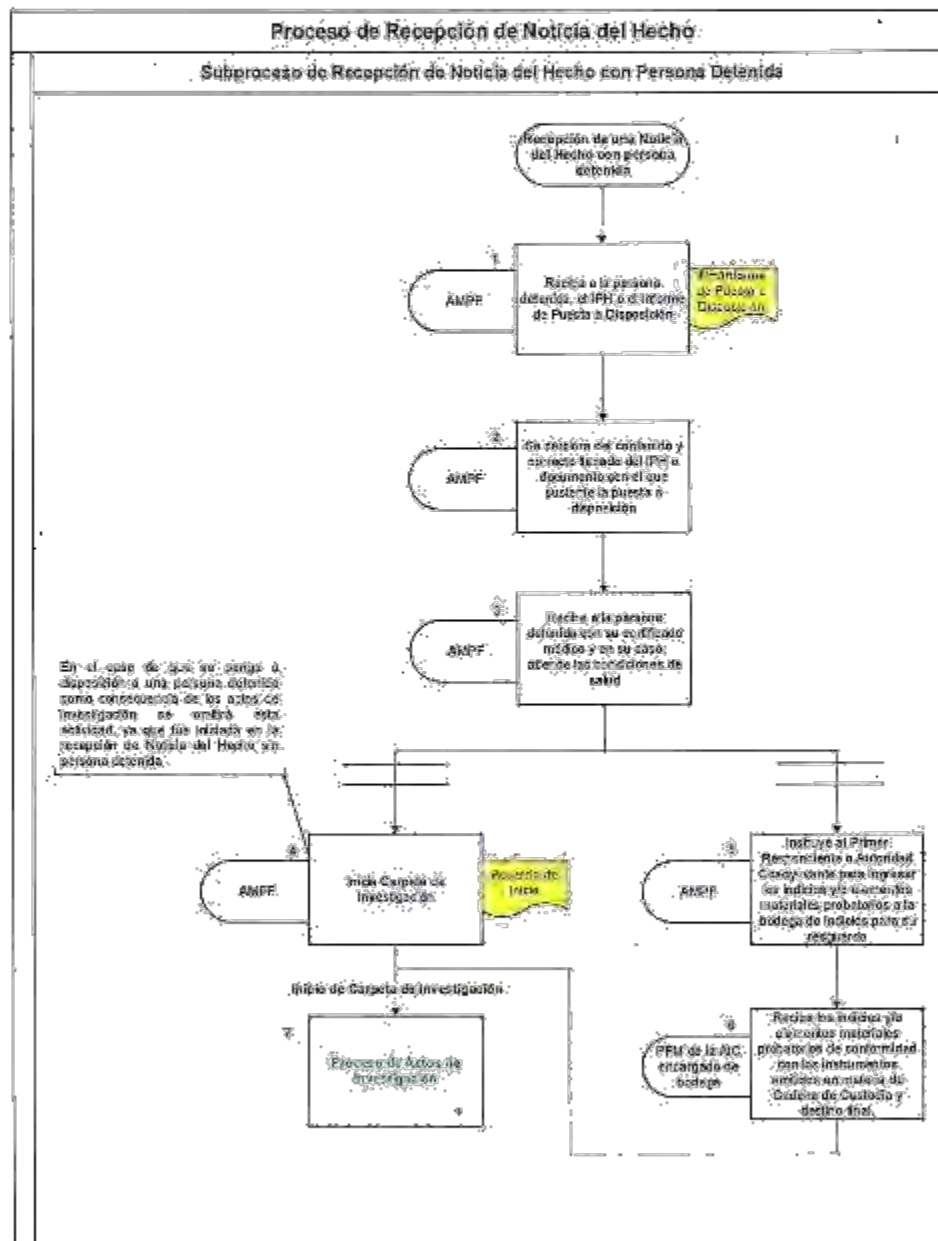 Proceso de Recepción de Noticia del Hecho
Subproceso de Recepción de Noticia del Hecho con Persona Detenida
Recepción de una Noticia
del Hecho con persona
detenida
1
AMPF
Recibe a la persona
detenida, el IPH o el Informe
de Puesta a Disposición
de Puesta a
Disposición
2
AMPF
Se cerciora del contenido y
correcto llenado del IPH o
documento con el que
sustente la puesta a
disposición
3
AMPF
Recibe a la persona
detenida con su certificado
médico y en su caso,
atiende las condiciones de
salud
En el caso de que se ponga a
disposición a una persona detenida
como consecuencia de los actos de
investigación se omitirá esta
actividad, ya que fue iniciada en la
recepción de Noticia del Hecho sin
persona detenida.
AMPF
Inicia Carpeta de
Investigación
Acuerdo de
Inicio
AMPF
Instruye al Primer
Respondiente o Autoridad
Coadyuvante para ingresar
los indicios y/o elementos
materiales probatorios a la
bodega de indicios para su
resguardo
Inicio de Carpeta de Investigación
Proceso de Actos de
Investigación
PFM de la AIC
encargado de
bodega
Recibe los indicios y/o
elementos materiales
probatorios de conformidad
con los instrumentos
emitidos en materia de
Cadena de Custodia y
destino final.